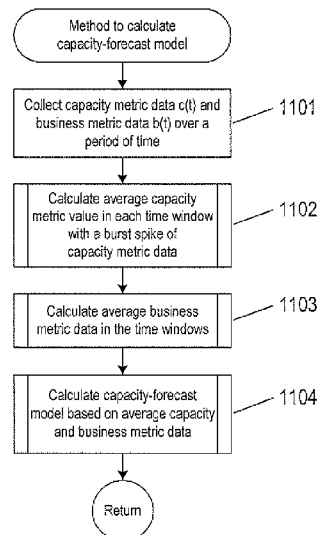 Method to calculate
capacity-forecast model
Collect capacity metric data c(t) and
business metric data b(t) over a
period of time
1101
Calculate average capacity
metric value in each time window
with a burst spike of
capacity metric data
1102
Calculate average business
metric data in the time windows
1103
Calculate capacity-forecast
model based on average capacity
and business metric data
1104
Return